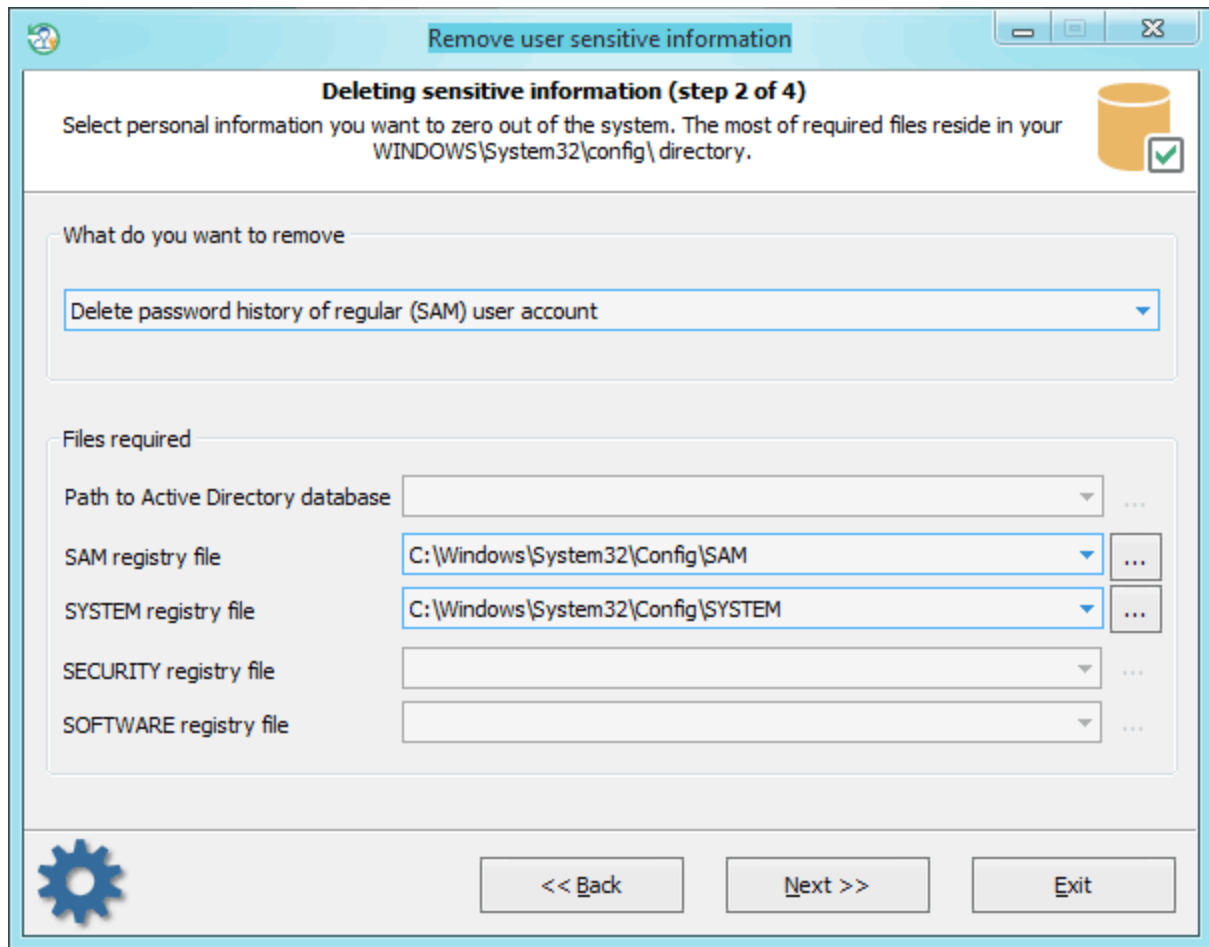 Remove user sensitive information
Deleting sensitive information (step 2 of 4)
Select personal information you want to zero out of the system. The most of required files reside in your
WINDOWS\System32\config\ directory.
What do you want to remove
Delete password history of regular (SAM) user account
Files required
Path to Active Directory database
...
SAM registry file
C:\Windows\System32\Config\SAM
...
SYSTEM registry file
C:\Windows\System32\Config\SYSTEM
...
SECURITY registry file
...
SOFTWARE registry file
...
<< Back
Next >>
Exit